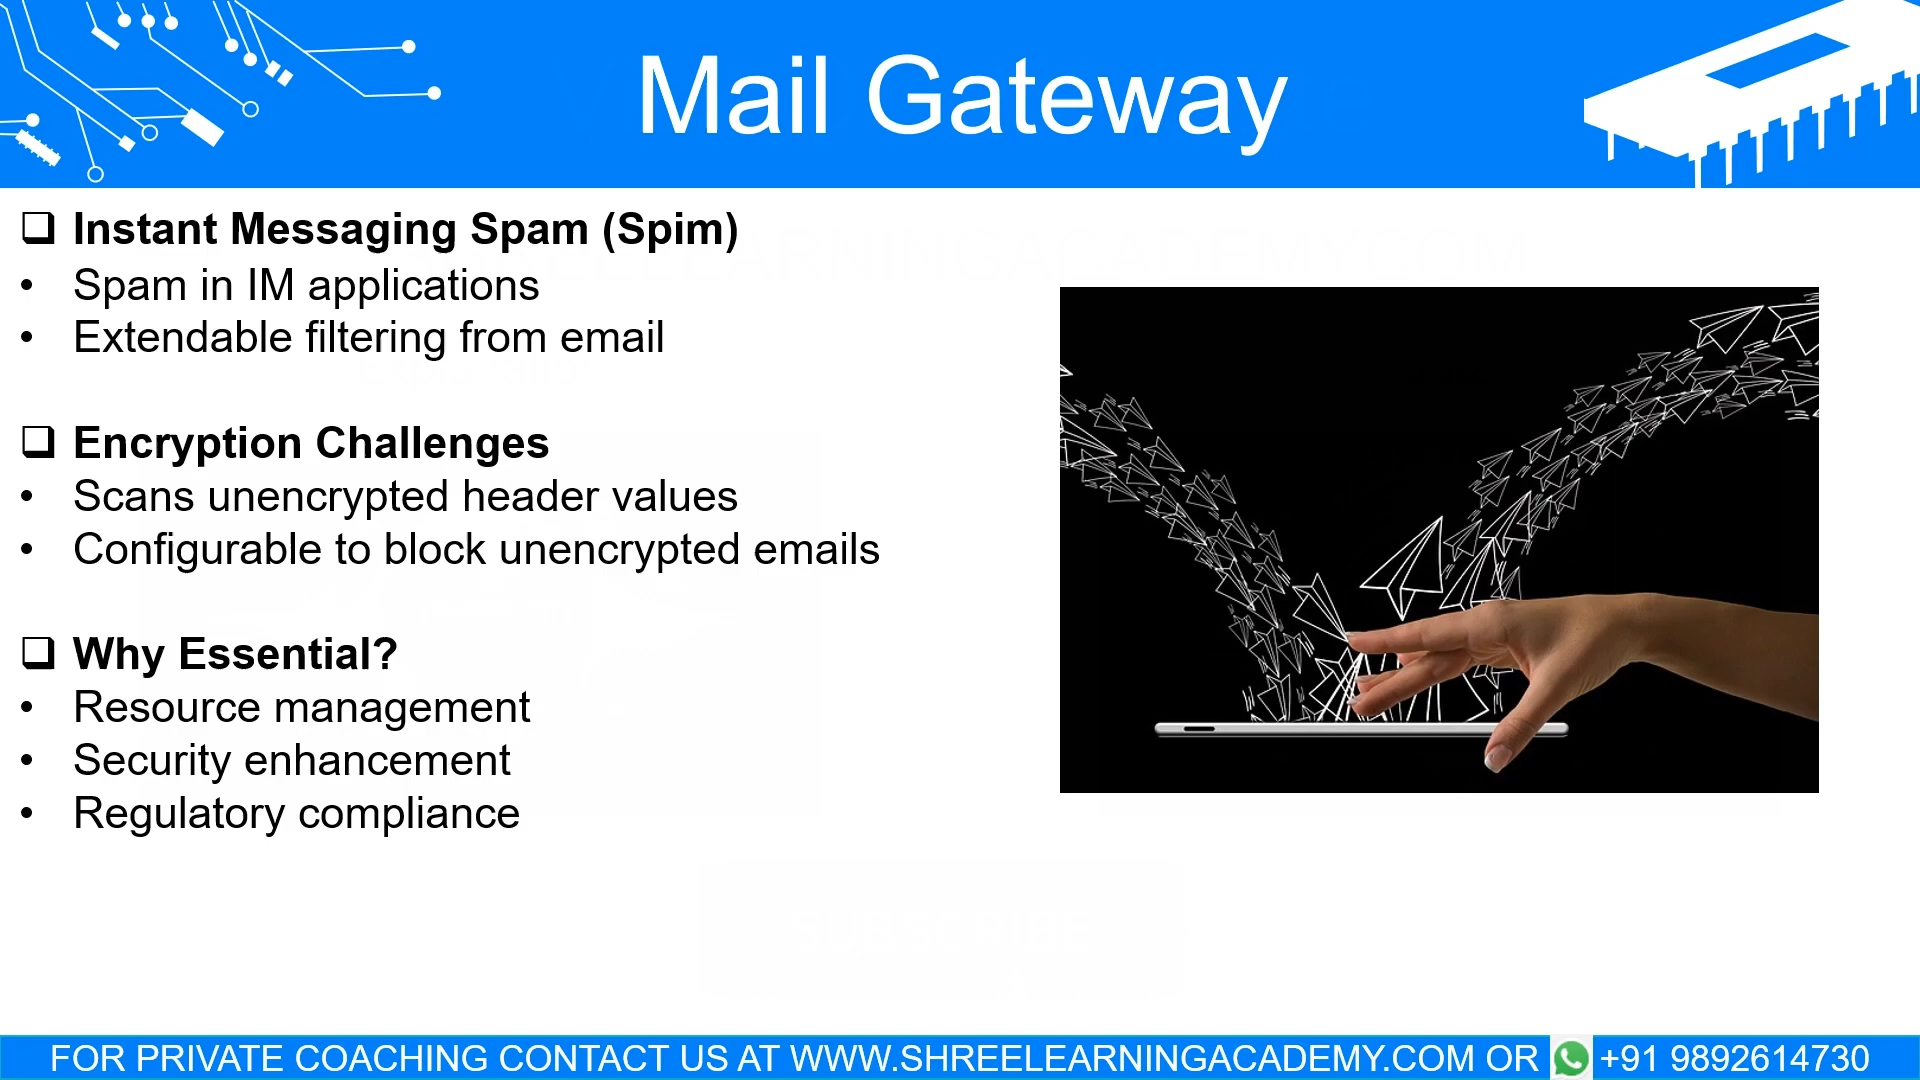 Mail Gateway
❑ Instant Messaging Spam (Spim)
• Spam in IM applications
• Extendable filtering from email
❑ Encryption Challenges
• Scans unencrypted header values
• Configurable to block unencrypted emails
❑ Why Essential?
• Resource management
• Security enhancement
• Regulatory compliance
FOR PRIVATE COACHING CONTACT US AT WWW.SHREELEARNINGACADEMY.COM OR +91 9892614730